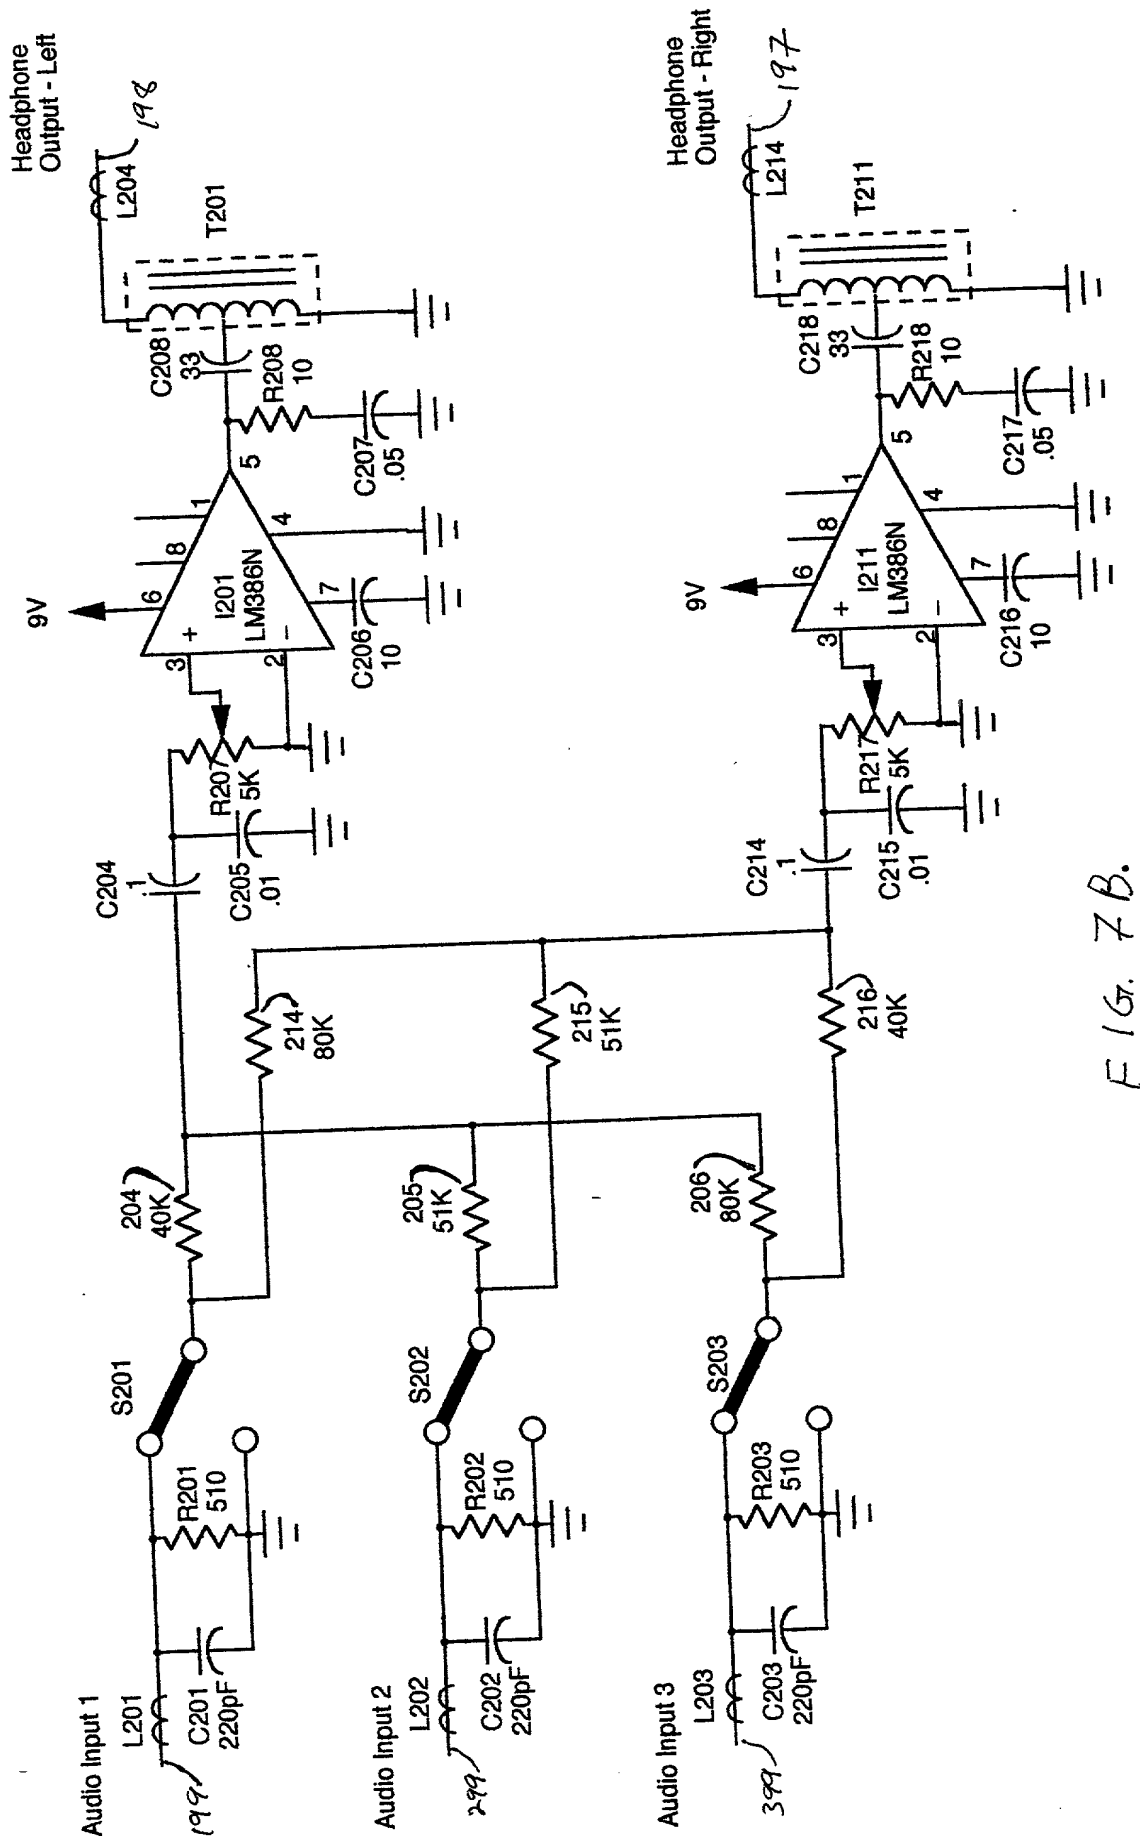 Audio Input 1
L201
199
C201
220pF
R201
510
S201
204
40K
214
80K
C204
.1
C205
.01
R207
5K
9V
3
+
2
–
6
8
1
I201
LM386N
7
4
5
C206
10
C207
.05
R208
10
C208
33
T201
L204
198
Headphone
Output - Left
Audio Input 2
L202
299
C202
220pF
R202
510
S202
205
51K
215
51K
Audio Input 3
L203
399
C203
220pF
R203
510
S203
206
80K
216
40K
C214
.1
C215
.01
R217
5K
9V
3
+
2
–
6
8
1
I211
LM386N
7
4
5
C216
10
C217
.05
R218
10
C218
33
T211
L214
197
Headphone
Output - Right
FIG. 7B.